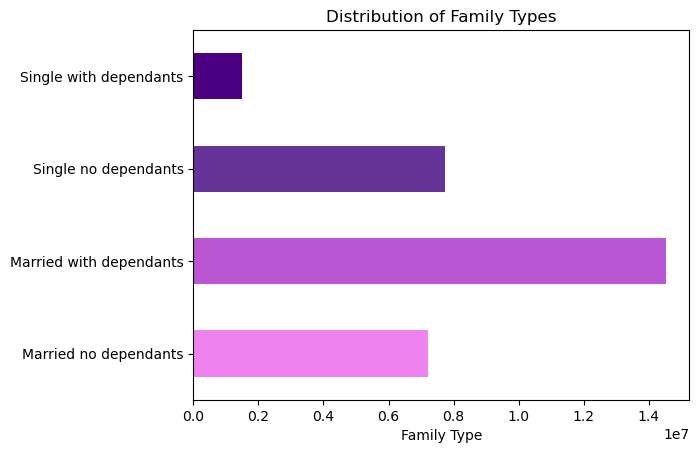 Distribution of Family Types
Single with dependants
Single no dependants
Married with dependants
Married no dependants
0.0 0.2 0.4 0.6 0.8 1.0 1.2 1.4
1e7
Family Type